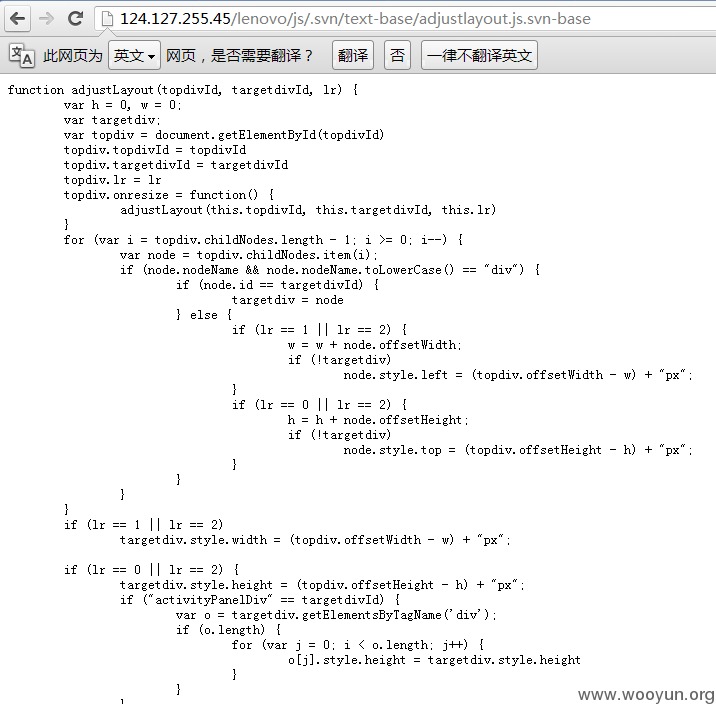 124.127.255.45/lenovo/js/.svn/text-base/adjustlayout.js.svn-base
此网页为 英文 网页，是否需要翻译？ 翻译 否 一律不翻译英文
function adjustLayout(topdivId, targetdivId, lr) {
        var h = 0, w = 0;
        var targetdiv;
        var topdiv = document.getElementById(topdivId)
        topdiv.topdivId = topdivId
        topdiv.targetdivId = targetdivId
        topdiv.lr = lr
        topdiv.onresize = function() {
                adjustLayout(this.topdivId, this.targetdivId, this.lr)
        }
        for (var i = topdiv.childNodes.length - 1; i >= 0; i--) {
                var node = topdiv.childNodes.item(i);
                if (node.nodeName && node.nodeName.toLowerCase() == "div") {
                        if (node.id == targetdivId) {
                                targetdiv = node
                        } else {
                                if (lr == 1 || lr == 2) {
                                        w = w + node.offsetWidth;
                                        if (!targetdiv)
                                                node.style.left = (topdiv.offsetWidth - w) + "px";
                                }
                                if (lr == 0 || lr == 2) {
                                        h = h + node.offsetHeight;
                                        if (!targetdiv)
                                                node.style.top = (topdiv.offsetHeight - h) + "px";
                                }
                        }
                }
        }
        if (lr == 1 || lr == 2)
                targetdiv.style.width = (topdiv.offsetWidth - w) + "px";

        if (lr == 0 || lr == 2) {
                targetdiv.style.height = (topdiv.offsetHeight - h) + "px";
                if ("activityPanelDiv" == targetdivId) {
                        var o = targetdiv.getElementsByTagName('div');
                        if (o.length) {
                                for (var j = 0; i < o.length; j++) {
                                        o[j].style.height = targetdiv.style.height
                                }
                        }
                }
www.wooyun.org